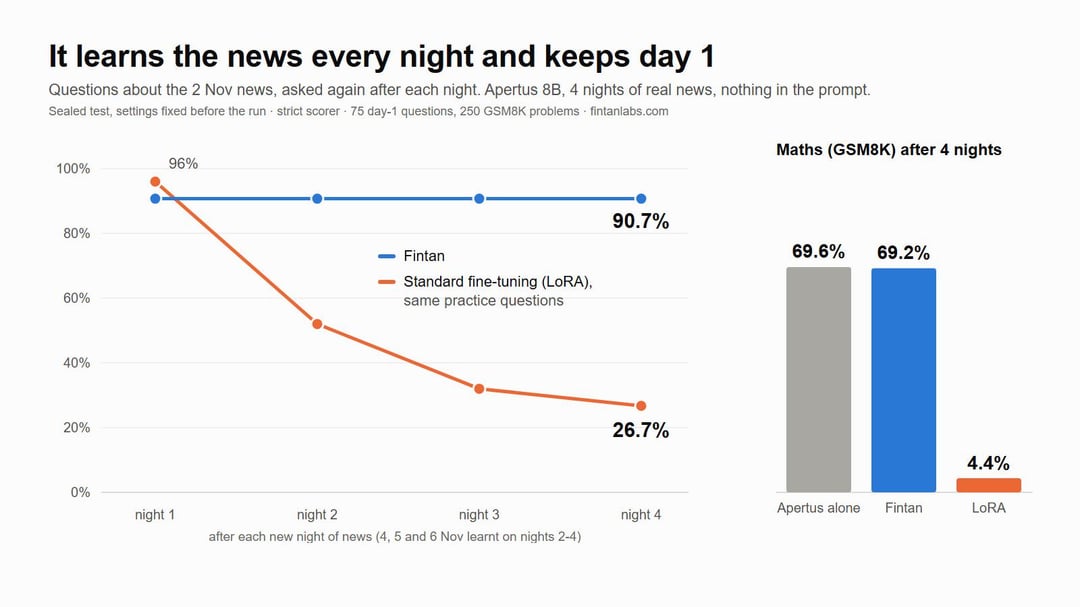 It learns the news every night and keeps day 1
Questions about the 2 Nov news, asked again after each night. Apertus 8B, 4 nights of real news, nothing in the prompt.
Sealed test, settings fixed before the run · strict scorer · 75 day-1 questions, 250 GSM8K problems · fintanlabs.com
96%
100%
80%
60%
40%
20%
0%
90.7%
Fintan
Standard fine-tuning (LoRA),
same practice questions
26.7%
night 1
night 2
night 3
night 4
after each new night of news (4, 5 and 6 Nov learnt on nights 2-4)
Maths (GSM8K) after 4 nights
69.6%
69.2%
4.4%
Apertus alone
Fintan
LoRA